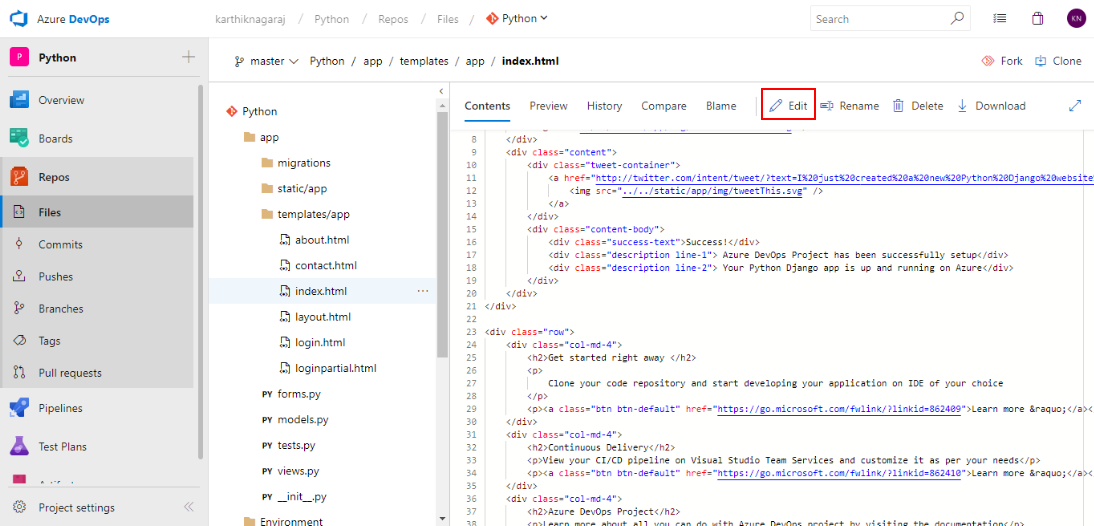 Azure DevOps
karthiknagaraj / Python / Repos / Files / Python
Search
KN
P Python
Overview
Boards
Repos
Files
Commits
Pushes
Branches
Tags
Pull requests
Pipelines
Test Plans
Project settings
master Python / app / templates / app / index.html
Fork Clone
Python
app
migrations
static/app
templates/app
about.html
contact.html
index.html
layout.html
login.html
loginpartial.html
PY forms.py
PY models.py
PY tests.py
PY views.py
PY __init__.py
Environment
Contents Preview History Compare Blame Edit Rename Delete Download
8 </div>
9 <div class="content">
10 <div class="tweet-container">
11 <a href="http://twitter.com/intent/tweet/?text=I%20just%20created%20a%20new%20Python%20Django%20website%
12 <img src="../../static/app/img/tweetThis.svg" />
13 </a>
14 </div>
15 <div class="content-body">
16 <div class="success-text">Success!</div>
17 <div class="description line-1"> Azure DevOps Project has been successfully setup</div>
18 <div class="description line-2"> Your Python Django app is up and running on Azure</div>
19 </div>
20 </div>
21 </div>
22
23 <div class="row">
24 <div class="col-md-4">
25 <h2>Get started right away </h2>
26 <p>
27 Clone your code repository and start developing your application on IDE of your choice
28 </p>
29 <p><a class="btn btn-default" href="https://go.microsoft.com/fwlink/?linkid=862409">Learn more &raquo;</a></
30 </div>
31 <div class="col-md-4">
32 <h2>Continuous Delivery</h2>
33 <p>View your CI/CD pipeline on Visual Studio Team Services and customize it as per your needs</p>
34 <p><a class="btn btn-default" href="https://go.microsoft.com/fwlink/?linkid=862410">Learn more &raquo;</a></
35 </div>
36 <div class="col-md-4">
37 <h2>Azure DevOps Project</h2>
38 <p>Learn more about all you can do with Azure DevOps project by visiting the documentation</p>